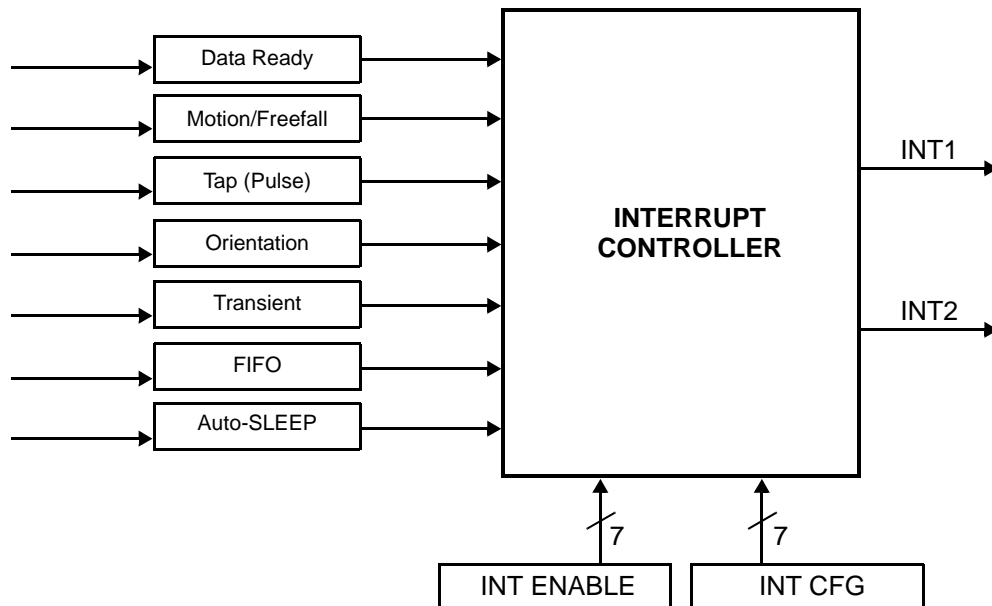 Data Ready
Motion/Freefall
Tap (Pulse)
Orientation
Transient
FIFO
Auto-SLEEP
INTERRUPT
CONTROLLER
INT1
INT2
7
7
INT ENABLE
INT CFG